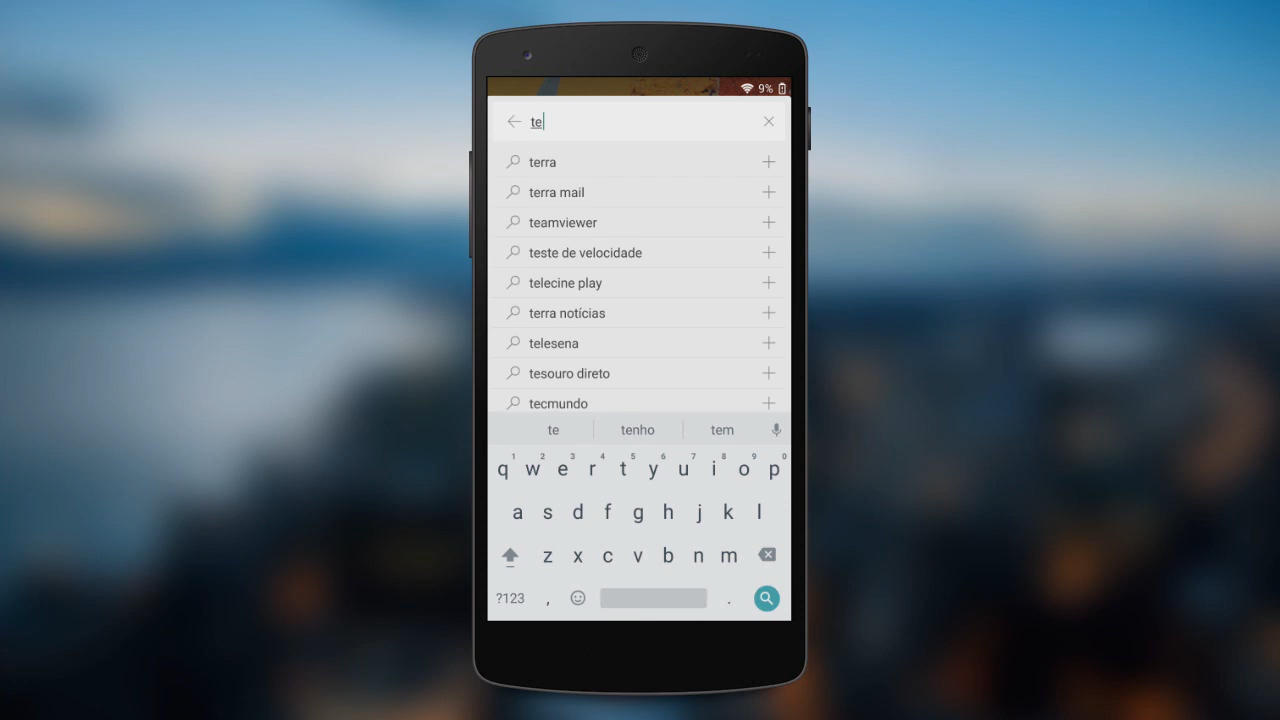 9%
te
terra
terra mail
teamviewer
teste de velocidade
telecine play
terra notícias
telesena
tesouro direto
tecmundo
te tenho tem
1 2 3 4 5 6 7 8 9 0
q w e r t y u i o p
a s d f g h j k l
z x c v b n m
?123 , .